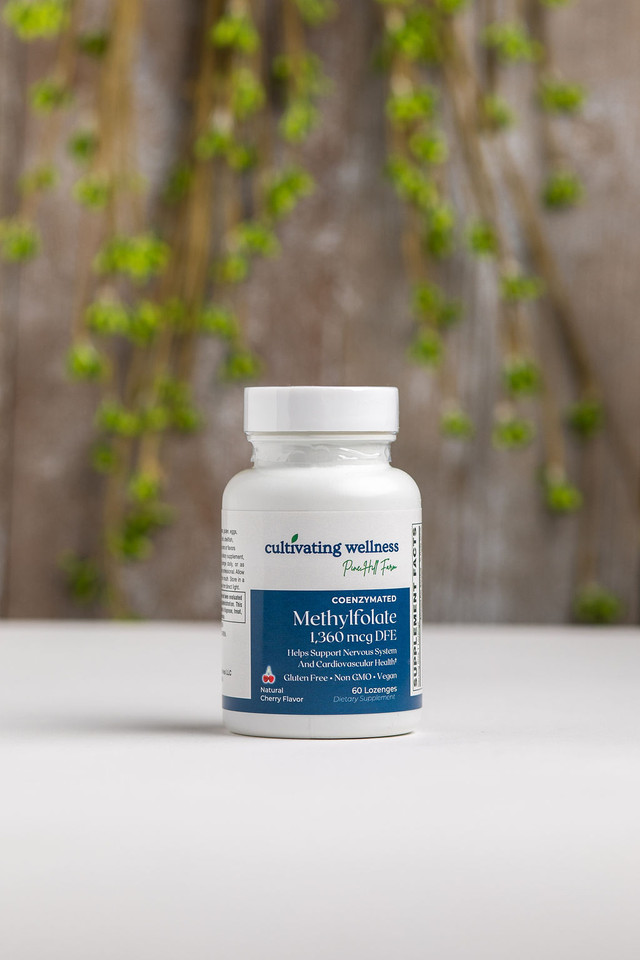 cultivating wellness
PineHill Farm
COENZYMATED
Methylfolate
1,360 mcg DFE
Helps Support Nervous System
And Cardiovascular Health†
Gluten Free • Non GMO • Vegan
Natural
Cherry Flavor
60 Lozenges
Dietary Supplement
SUPPLEMENT FACTS